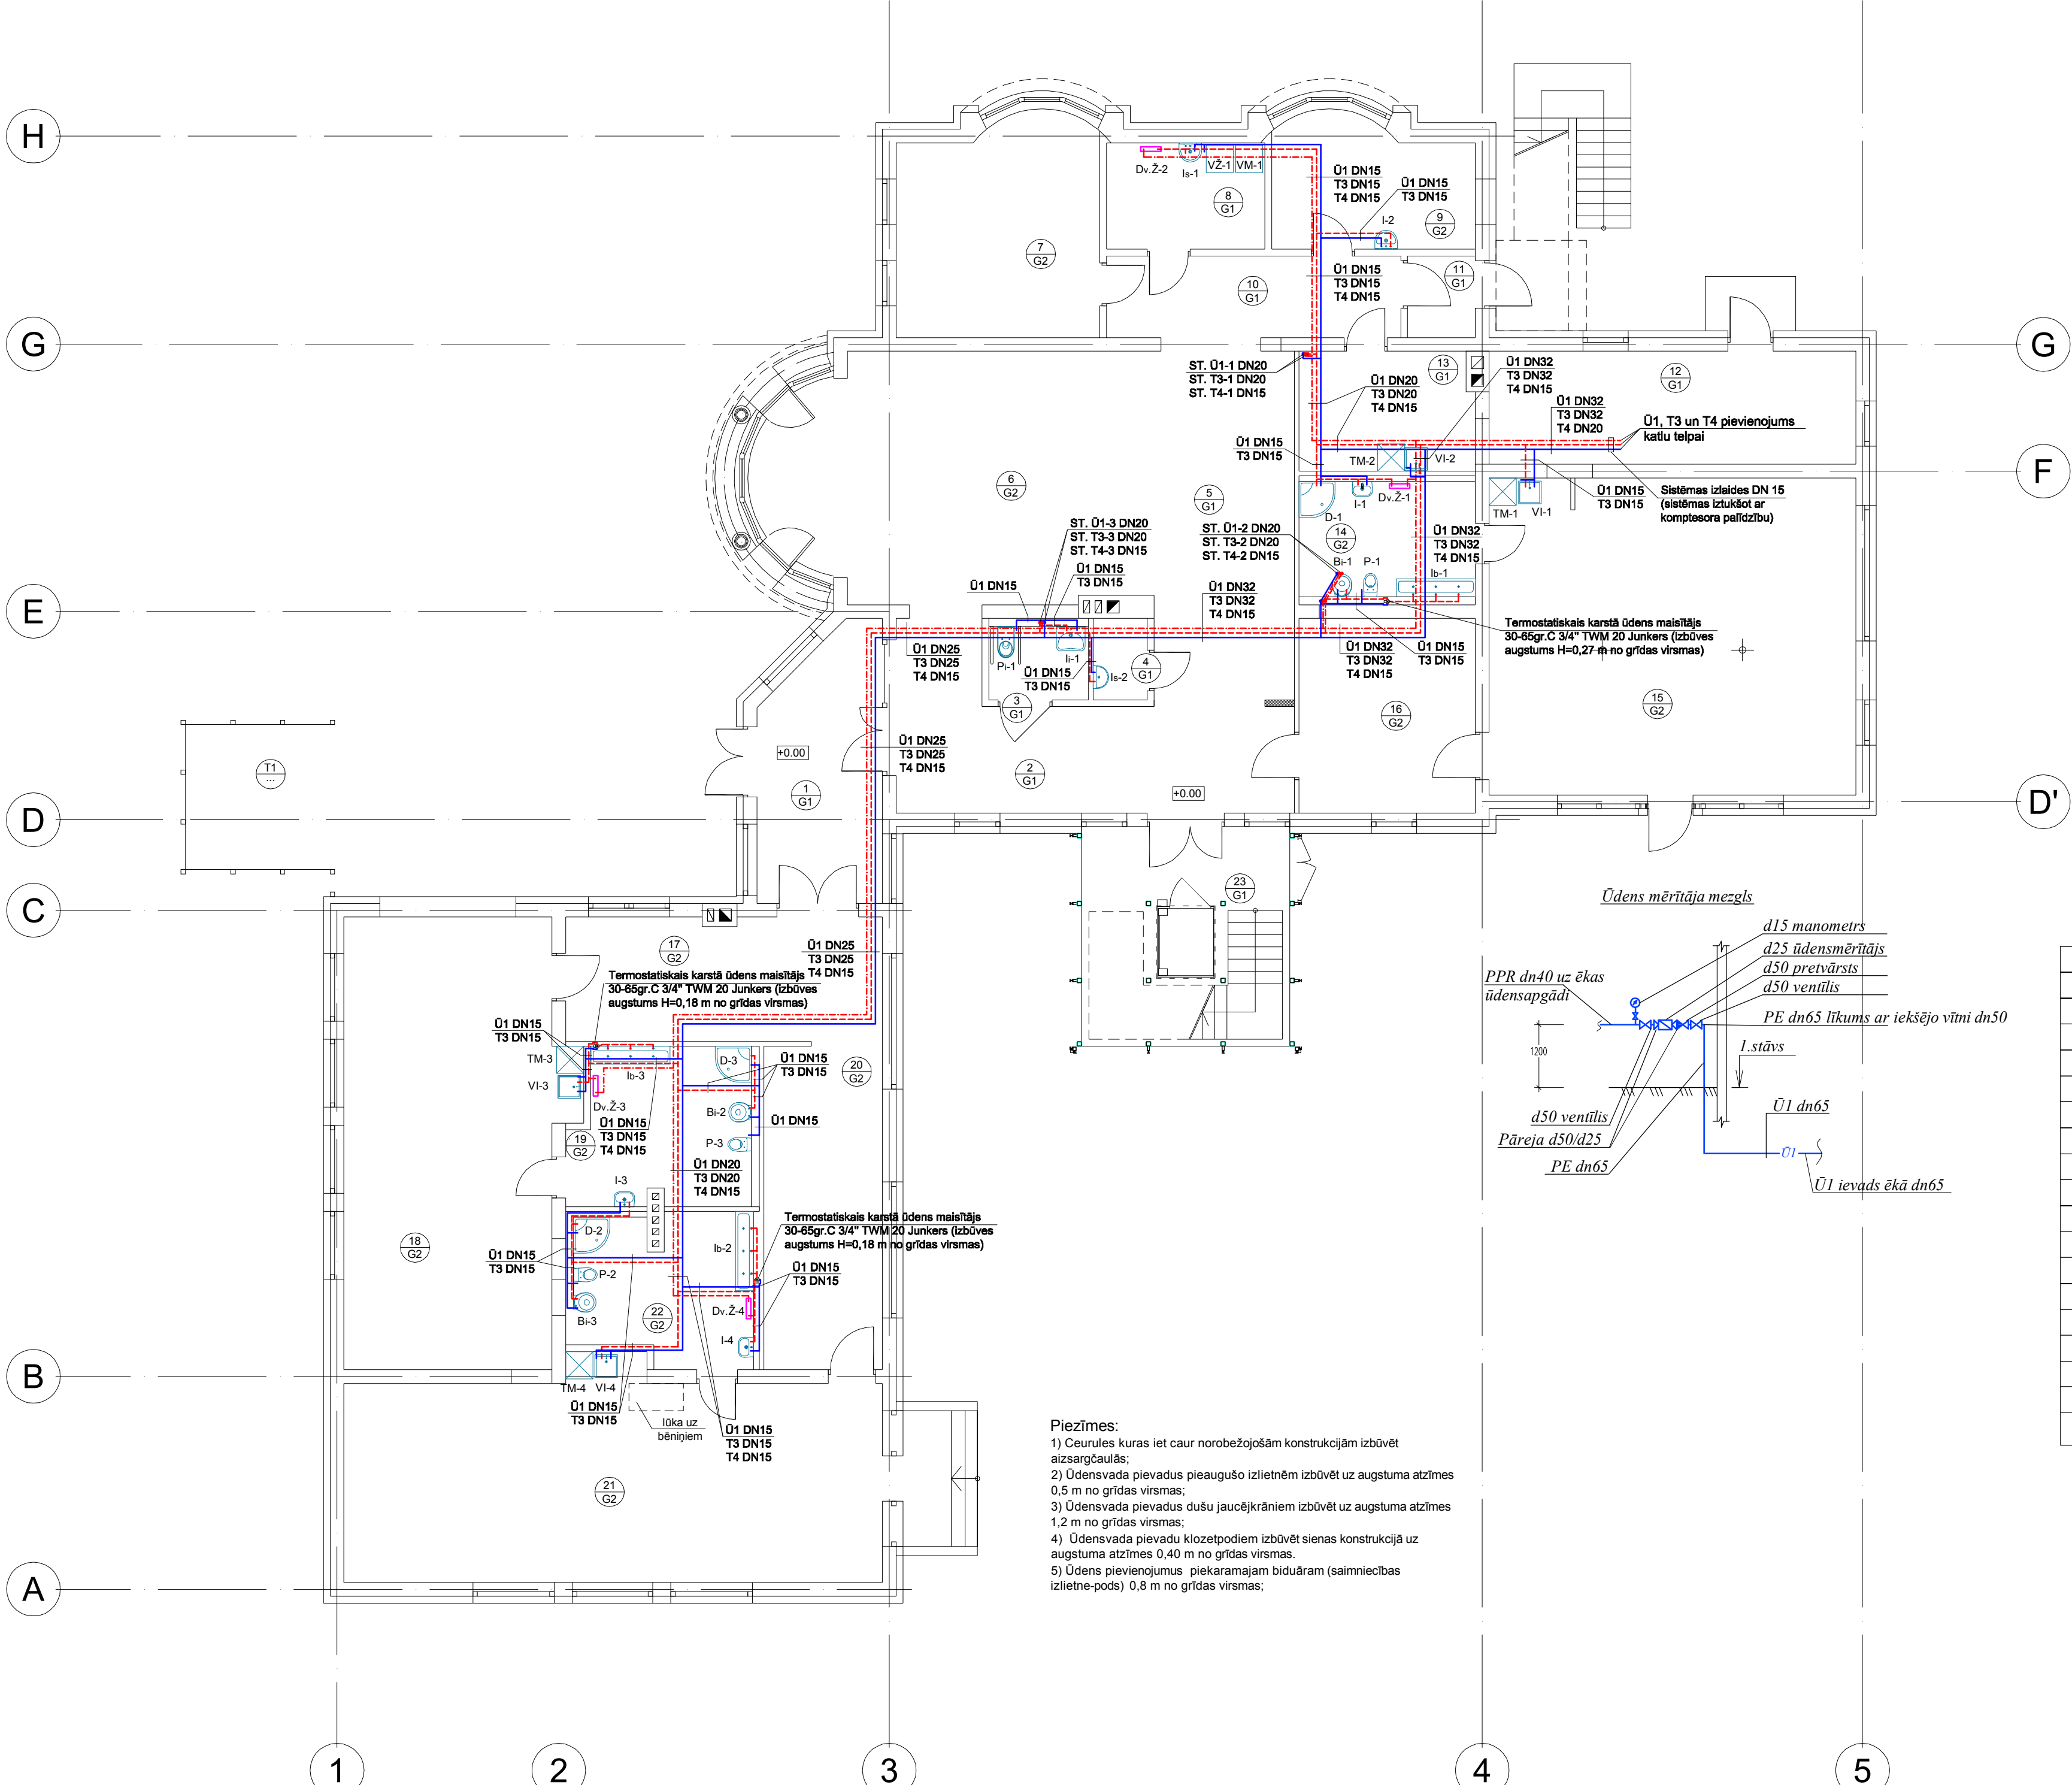 H
Dv.Ž-2
Is-1
VŽ-1
VM-1
8
G1
Ū1 DN15
T3 DN15
T4 DN15
Ū1 DN15
T3 DN15
I-2
9
G2
7
G2
10
G1
Ū1 DN15
T3 DN15
T4 DN15
11
G1
G
G
ST. Ū1-1 DN20
ST. T3-1 DN20
ST. T4-1 DN15
Ū1 DN20
T3 DN20
T4 DN15
13
G1
Ū1 DN32
T3 DN32
T4 DN15
12
G1
Ū1 DN32
T3 DN32
T4 DN20
Ū1, T3 un T4 pievienojums
katlu telpai
Ū1 DN15
T3 DN15
TM-2
VI-2
F
6
G2
5
G1
D-1
I-1
Dv.Ž-1
TM-1
VI-1
Ū1 DN15
T3 DN15
Sistēmas izlaides DN 15
(sistēmas iztukšot ar
komptesora palīdzību)
ST. Ū1-3 DN20
ST. T3-3 DN20
ST. T4-3 DN15
ST. Ū1-2 DN20
ST. T3-2 DN20
ST. T4-2 DN15
14
G2
Ū1 DN32
T3 DN32
T4 DN15
Bi-1
P-1
Ib-1
Ū1 DN15
Ū1 DN15
T3 DN15
Ū1 DN32
T3 DN32
T4 DN15
E
Termostatiskais karstā ūdens maisītājs
30-65gr.C 3/4" TWM 20 Junkers (izbūves
augstums H=0,27 m no grīdas virsmas)
Ū1 DN25
T3 DN25
T4 DN15
Pi-1
Ii-1
Ū1 DN15
T3 DN15
Is-2
4
G1
Ū1 DN32
T3 DN32
T4 DN15
Ū1 DN15
T3 DN15
3
G1
16
G2
15
G2
+0.00
Ū1 DN25
T3 DN25
T4 DN15
T1
...
1
G1
2
G1
+0.00
D
D'
23
G1
C
Ūdens mērītāja mezgls
d15 manometrs
d25 ūdensmērītājs
d50 pretvārsts
d50 ventīlis
PPR dn40 uz ēkas
ūdensapgādi
PE dn65 līkums ar iekšējo vītni dn50
1200
1.stāvs
d50 ventīlis
Ū1 dn65
Pāreja d50/d25
PE dn65
Ū1
Ū1 ievads ēkā dn65
17
G2
Ū1 DN25
T3 DN25
T4 DN15
Termostatiskais karstā ūdens maisītājs
30-65gr.C 3/4" TWM 20 Junkers (izbūves
augstums H=0,18 m no grīdas virsmas)
Ū1 DN15
T3 DN15
TM-3
VI-3
Ib-3
D-3
Ū1 DN15
T3 DN15
20
G2
Dv.Ž-3
Bi-2
Ū1 DN15
T3 DN15
T4 DN15
Ū1 DN15
19
G2
P-3
Ū1 DN20
T3 DN20
T4 DN15
I-3
Termostatiskais karstā ūdens maisītājs
30-65gr.C 3/4" TWM 20 Junkers (izbūves
augstums H=0,18 m no grīdas virsmas)
18
G2
D-2
Ib-2
Ū1 DN15
T3 DN15
P-2
Ū1 DN15
T3 DN15
Bi-3
22
G2
Dv.Ž-4
I-4
B
TM-4
VI-4
Ū1 DN15
T3 DN15
lūka uz
bēniņiem
Ū1 DN15
T3 DN15
T4 DN15
21
G2
Piezīmes:
1) Ceurules kuras iet caur norobežojošām konstrukcijām izbūvēt
aizsargčaulās;
2) Ūdensvada pievadus pieaugušo izlietnēm izbūvēt uz augstuma atzīmes
0,5 m no grīdas virsmas;
3) Ūdensvada pievadus dušu jaucējkrāniem izbūvēt uz augstuma atzīmes
1,2 m no grīdas virsmas;
4) Ūdensvada pievadu klozetpodiem izbūvēt sienas konstrukcijā uz
augstuma atzīmes 0,40 m no grīdas virsmas.
5) Ūdens pievienojumus piekaramajam biduāram (saimniecības
izlietne-pods) 0,8 m no grīdas virsmas;
A
1
2
3
4
5